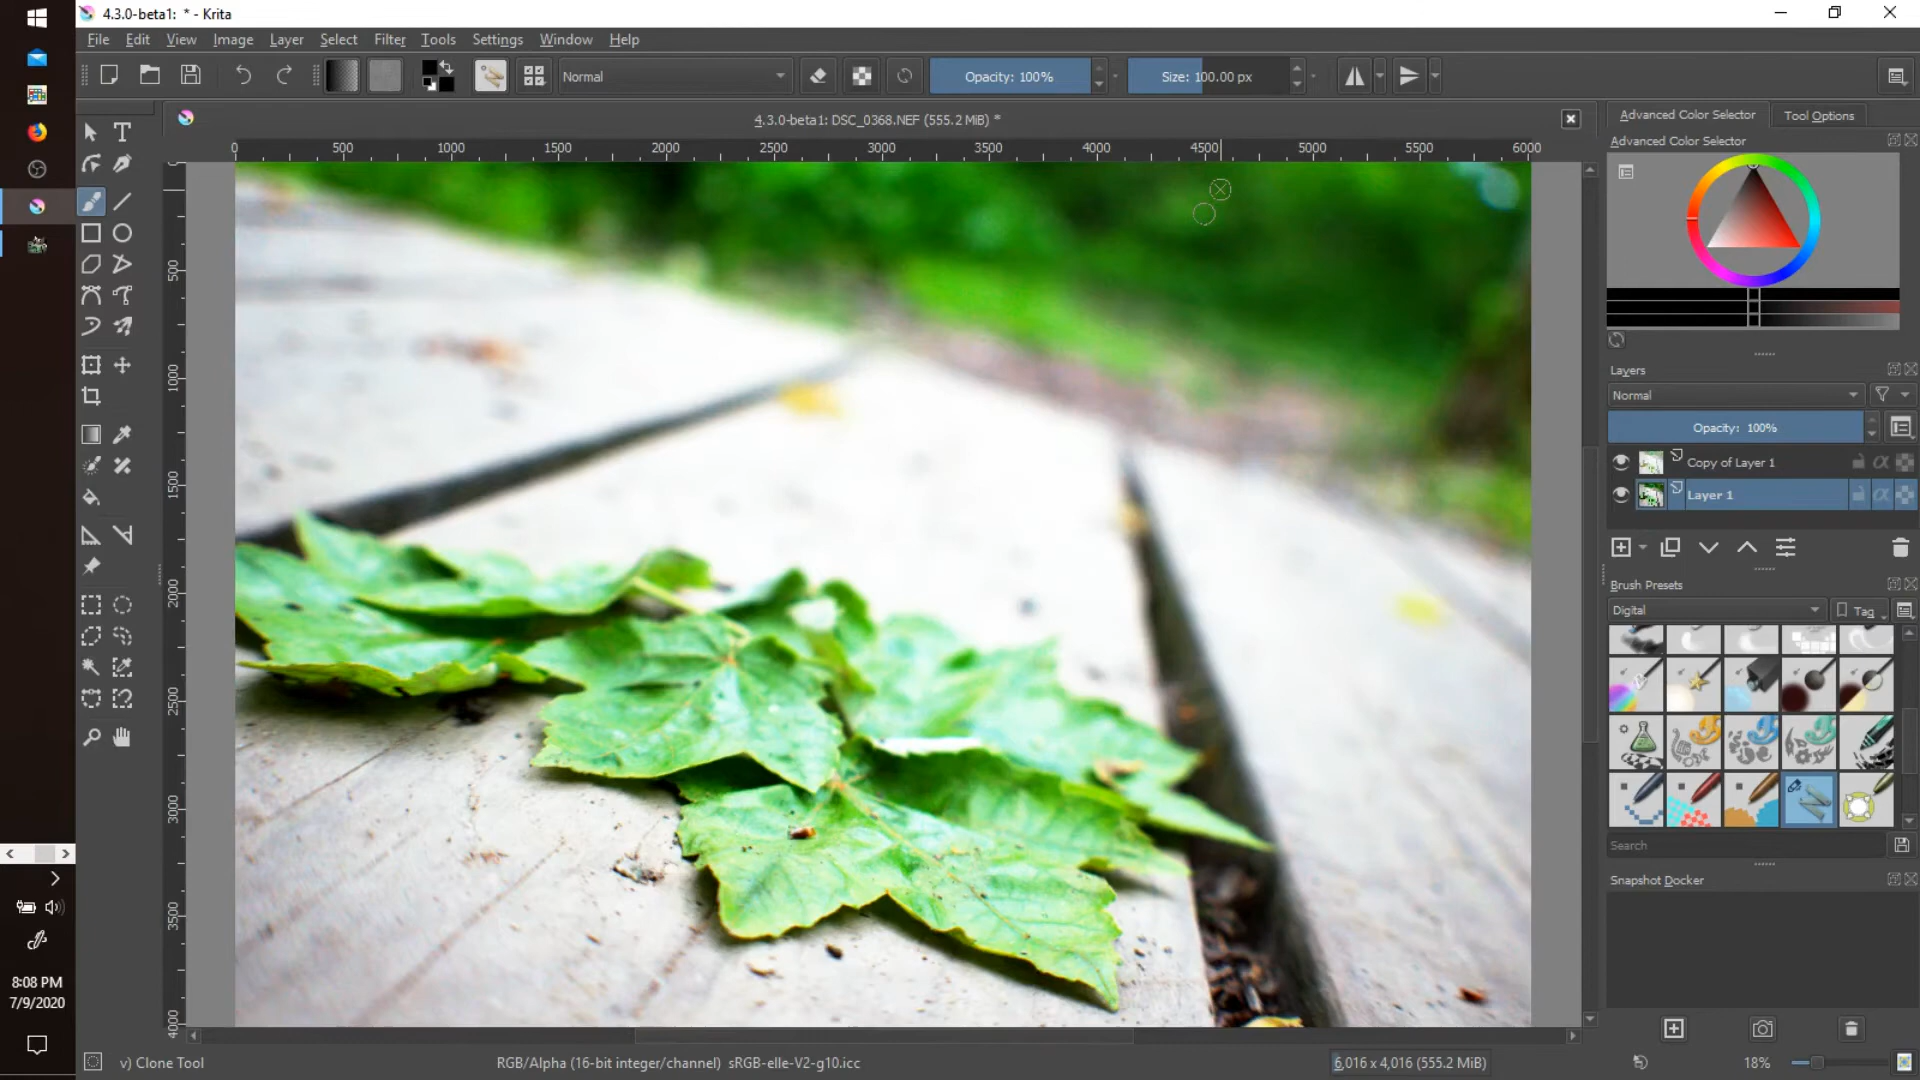 4.3.0-beta1: * - Krita
File Edit View Image Layer Select Filter Tools Settings Window Help
Normal
Opacity: 100%
Size: 100.00 px
4.3.0-beta1: DSC_0368.NEF (555.2 MiB) *
0 500 1000 1500 2000 2500 3000 3500 4000 4500 5000 5500 6000
500
1000
1500
2000
2500
3000
3500
4000
Advanced Color Selector
Tool Options
Advanced Color Selector
Layers
Normal
Opacity: 100%
Copy of Layer 1
Layer 1
Brush Presets
Digital
Tag
Search
Snapshot Docker
8:08 PM
7/9/2020
v) Clone Tool
RGB/Alpha (16-bit integer/channel) sRGB-elle-V2-g10.icc
6,016 x 4,016 (555.2 MiB)
18%